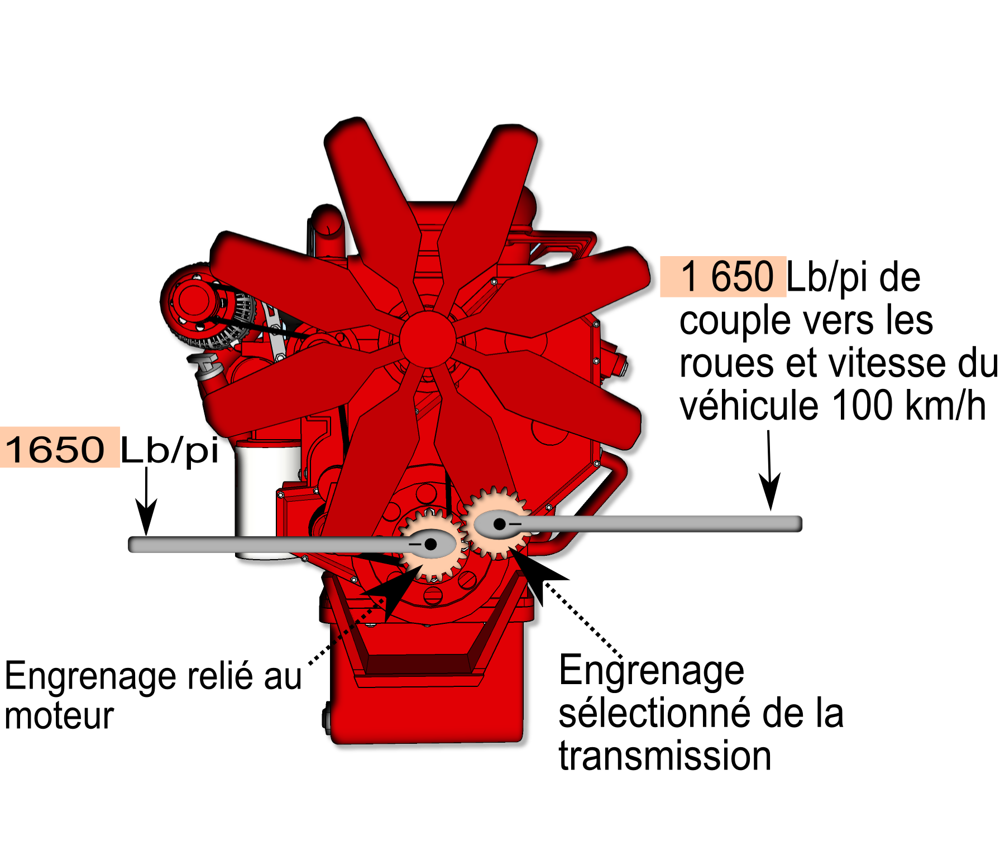 1 650 Lb/pi de
couple vers les
roues et vitesse du
véhicule 100 km/h
1650 Lb/pi
Engrenage relié au
moteur
Engrenage
sélectionné de la
transmission